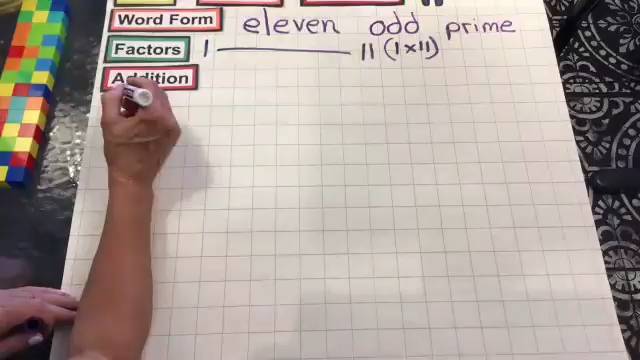 Word Form eleven odd prime
Factors 1 11 (1×11)
Addition